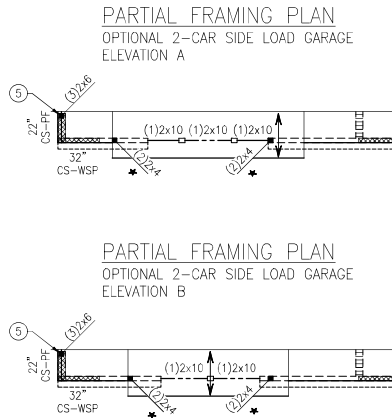 PARTIAL FRAMING PLAN
OPTIONAL 2-CAR SIDE LOAD GARAGE
ELEVATION A
5
(3)2x6
22"
CS-PF
(1)2x10 (1)2x10 (1)2x10
32"
CS-WSP
(2)2x4
(2)2x4
PARTIAL FRAMING PLAN
OPTIONAL 2-CAR SIDE LOAD GARAGE
ELEVATION B
5
(3)2x6
22"
CS-PF
(1)2x10 (1)2x10
32"
CS-WSP
(2)2x4
(2)2x4